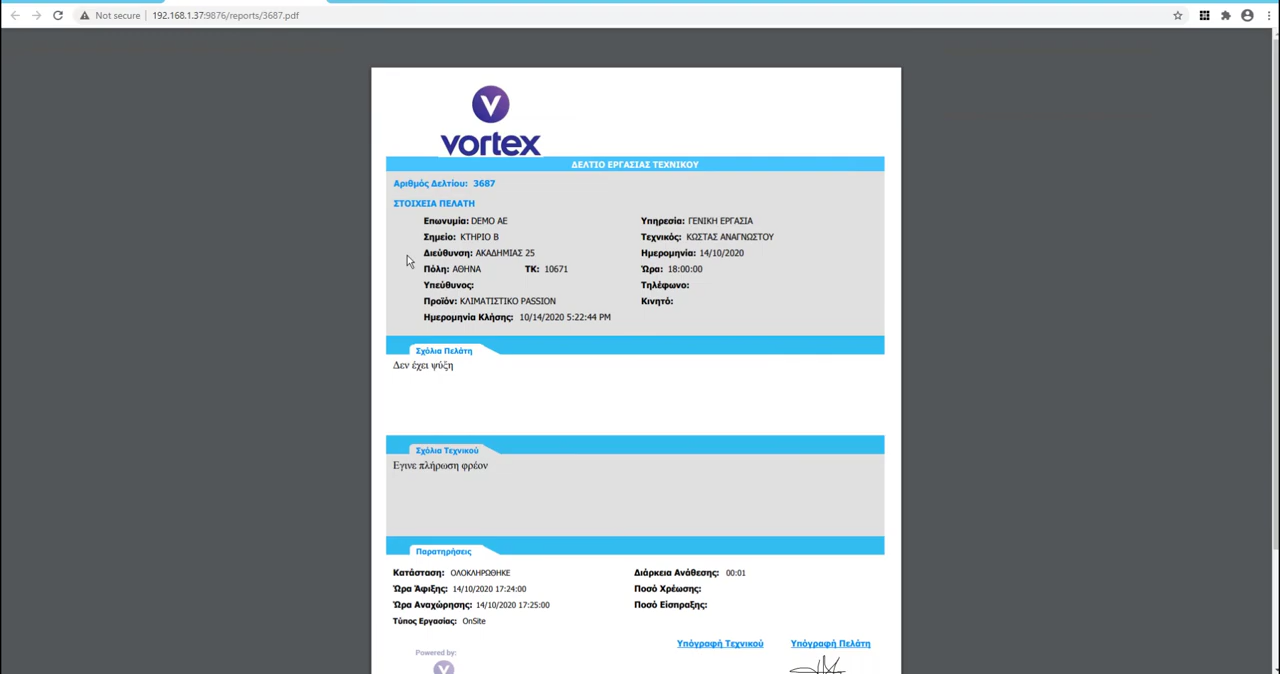 Not secure
192.168.1.37:9876/reports/3687.pdf
V
vortex
ΔΕΛΤΙΟ ΕΡΓΑΣΙΑΣ ΤΕΧΝΙΚΟΥ
Αριθμός Δελτίου: 3687
ΣΤΟΙΧΕΙΑ ΠΕΛΑΤΗ
Επωνυμία: DEMO AE
Υπηρεσία: ΓΕΝΙΚΗ ΕΡΓΑΣΙΑ
Σημείο: ΚΤΗΡΙΟ Β
Τεχνικός: ΚΩΣΤΑΣ ΑΝΑΓΝΩΣΤΟΥ
Διεύθυνση: ΑΚΑΔΗΜΙΑΣ 25
Ημερομηνία: 14/10/2020
Πόλη: ΑΘΗΝΑ ΤΚ: 10671
Ώρα: 18:00:00
Υπεύθυνος:
Τηλέφωνο:
Προϊόν: ΚΛΙΜΑΤΙΣΤΙΚΟ PASSION
Κινητό:
Ημερομηνία Κλήσης: 10/14/2020 5:22:44 PM
Σχόλια Πελάτη
Δεν έχει ψύξη
Σχόλια Τεχνικού
Εγινε πλήρωση φρέον
Παρατηρήσεις
Κατάσταση: ΟΛΟΚΛΗΡΩΘΗΚΕ
Διάρκεια Ανάθεσης: 00:01
Ώρα Άφιξης: 14/10/2020 17:24:00
Ποσό Χρέωσης:
Ώρα Αναχώρησης: 14/10/2020 17:25:00
Ποσό Είσπραξης:
Τύπος Εργασίας: OnSite
Υπόγραφή Τεχνικού
Υπόγραφή Πελάτη
Powered by: